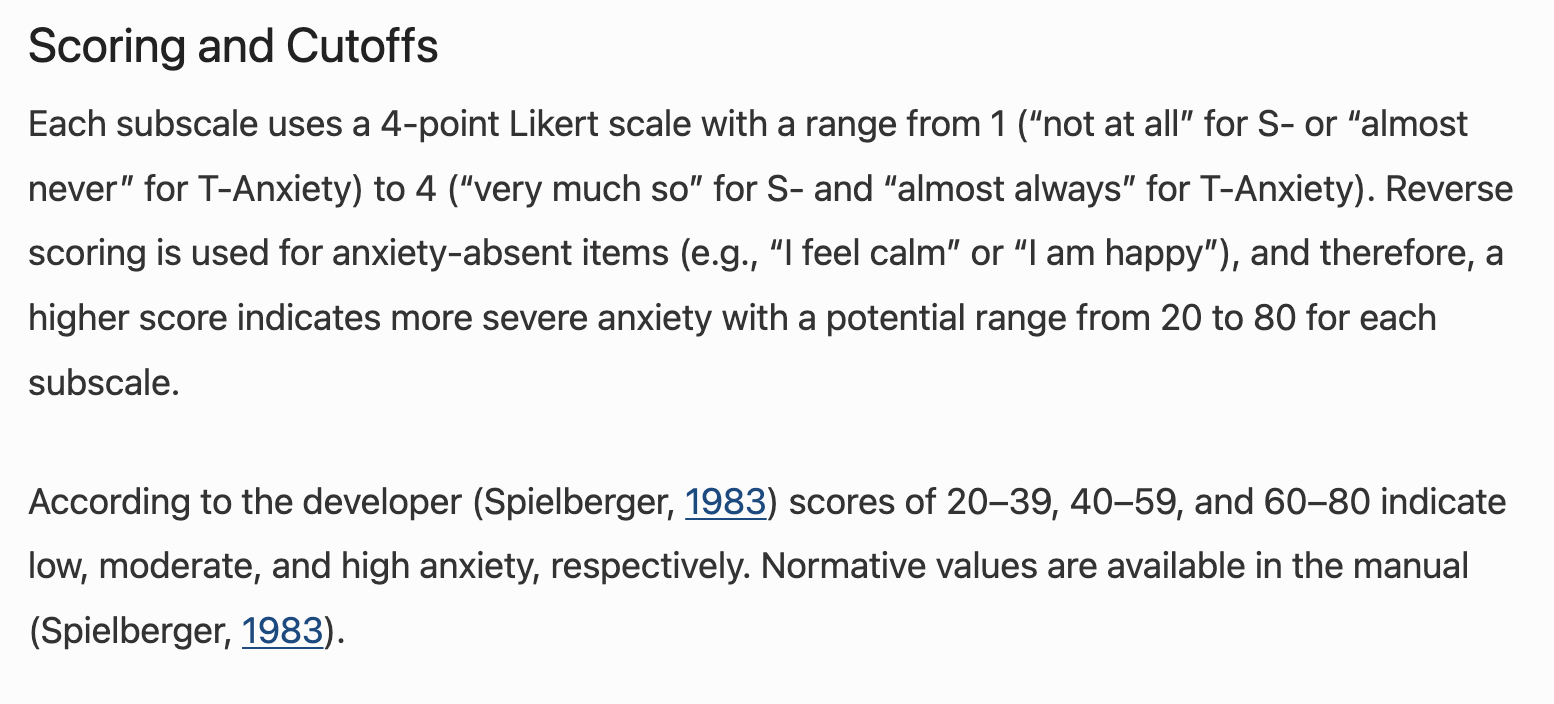 Scoring and Cutoffs
Each subscale uses a 4-point Likert scale with a range from 1 (“not at all” for S- or “almost
never” for T-Anxiety) to 4 (“very much so” for S- and “almost always” for T-Anxiety). Reverse
scoring is used for anxiety-absent items (e.g., “I feel calm” or “I am happy”), and therefore, a
higher score indicates more severe anxiety with a potential range from 20 to 80 for each
subscale.
According to the developer (Spielberger, 1983) scores of 20–39, 40–59, and 60–80 indicate
low, moderate, and high anxiety, respectively. Normative values are available in the manual
(Spielberger, 1983).